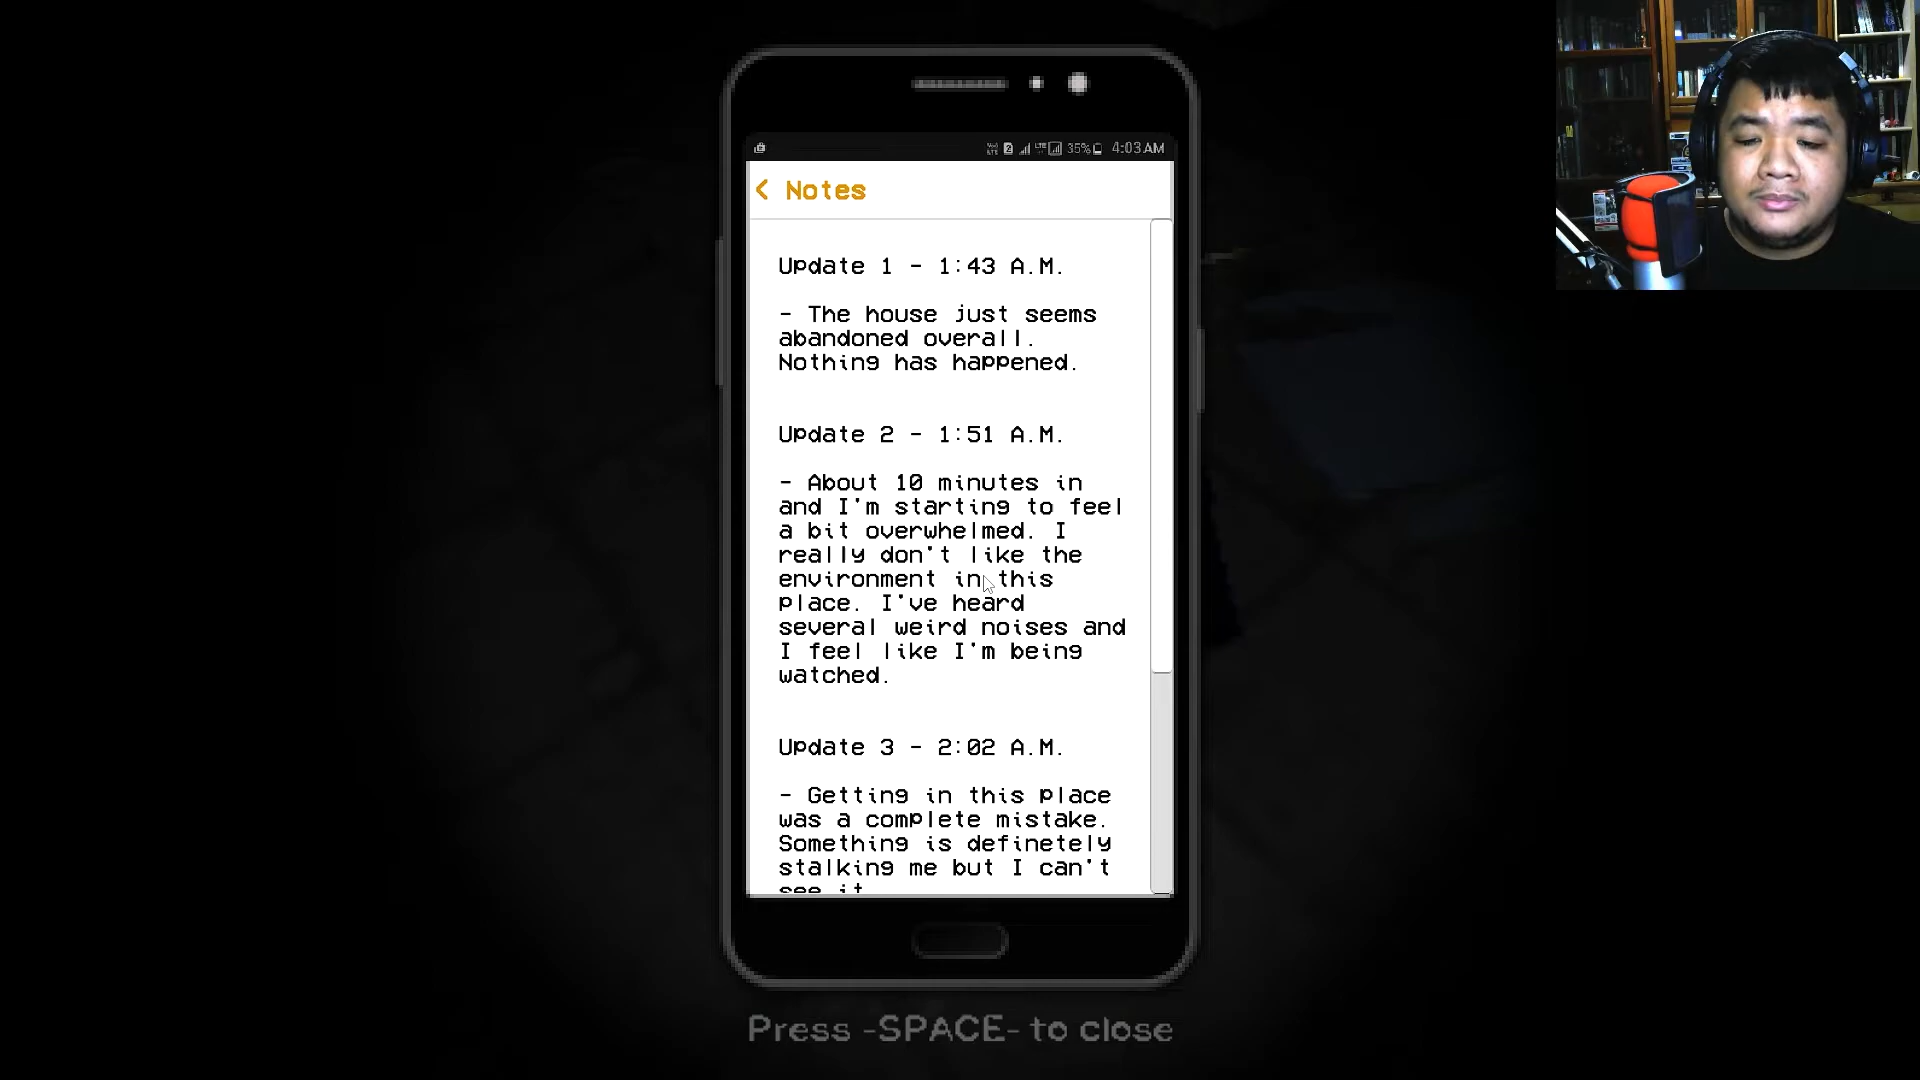 35% 4:03AM
< Notes
Update 1 - 1:43 A.M.
- The house just seems
abandoned overall.
Nothing has happened.
Update 2 - 1:51 A.M.
- About 10 minutes in
and I'm starting to feel
a bit overwhelmed. I
really don't like the
environment in this
place. I've heard
several weird noises and
I feel like I'm being
watched.
Update 3 - 2:02 A.M.
- Getting in this place
was a complete mistake.
Something is definetely
stalking me but I can't
see it
Press -SPACE- to close